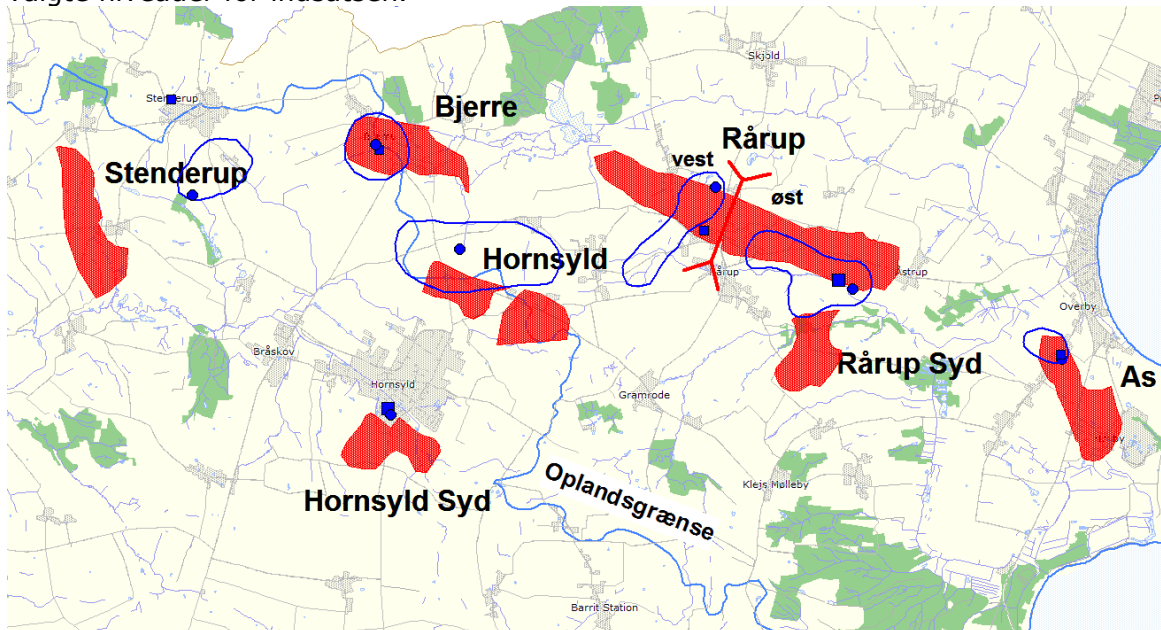 Skjold
Stenderup
Bjerre
Rårup
vest
Stenderup
øst
Hornsyld
Rårup
Åstrup
Overby
Bråskov
Rårup Syd
As
Hornsyld
Gramrode
Hornsyld Syd
Oplandsgrænse
Klejs Mølleby
Barrit Station